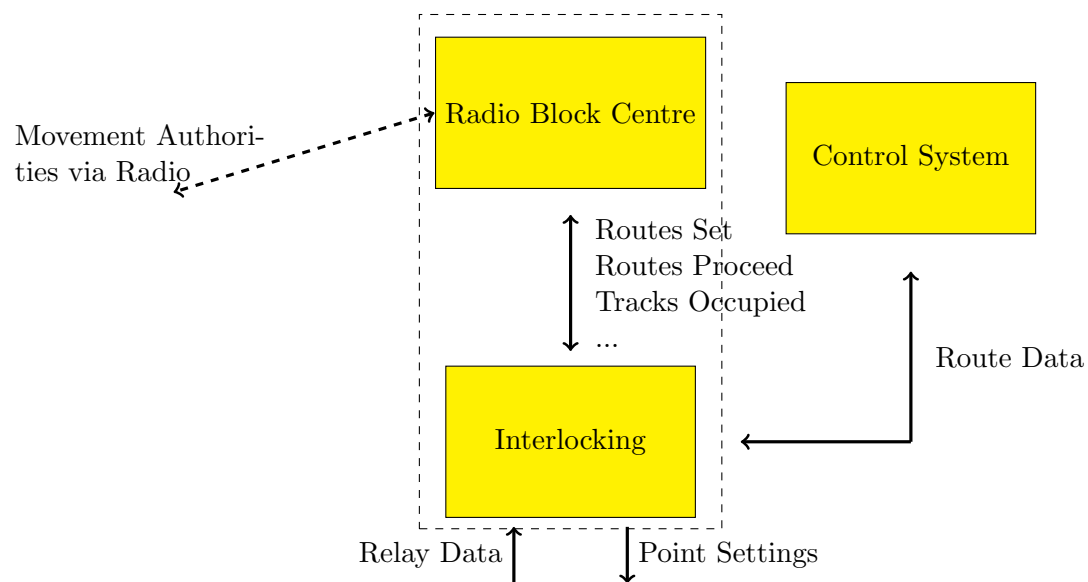 Radio Block Centre
Movement Authori-
ties via Radio
Control System
Routes Set
Routes Proceed
Tracks Occupied
...
Route Data
Interlocking
Relay Data
Point Settings